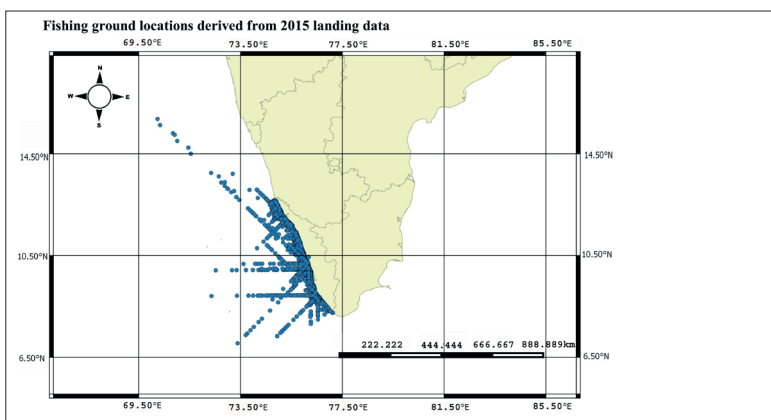 Fishing ground locations derived from 2015 landing data
69.50°E 73.50°E 77.50°E 81.50°E 85.50°E
N
W E
S
14.50°N 14.50°N
10.50°N 10.50°N
222.222 444.444 666.667 888.889km
6.50°N 6.50°N
69.50°E 73.50°E 77.50°E 81.50°E 85.50°E